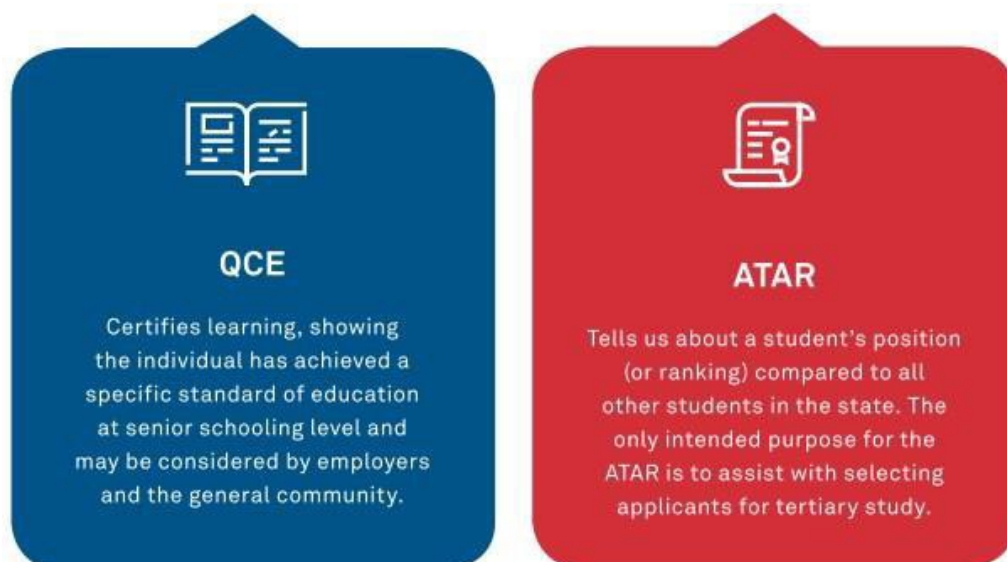 QCE
Certifies learning, showing
the individual has achieved a
specific standard of education
at senior schooling level and
may be considered by employers
and the general community.
ATAR
Tells us about a student's position
(or ranking) compared to all
other students in the state. The
only intended purpose for the
ATAR is to assist with selecting
applicants for tertiary study.